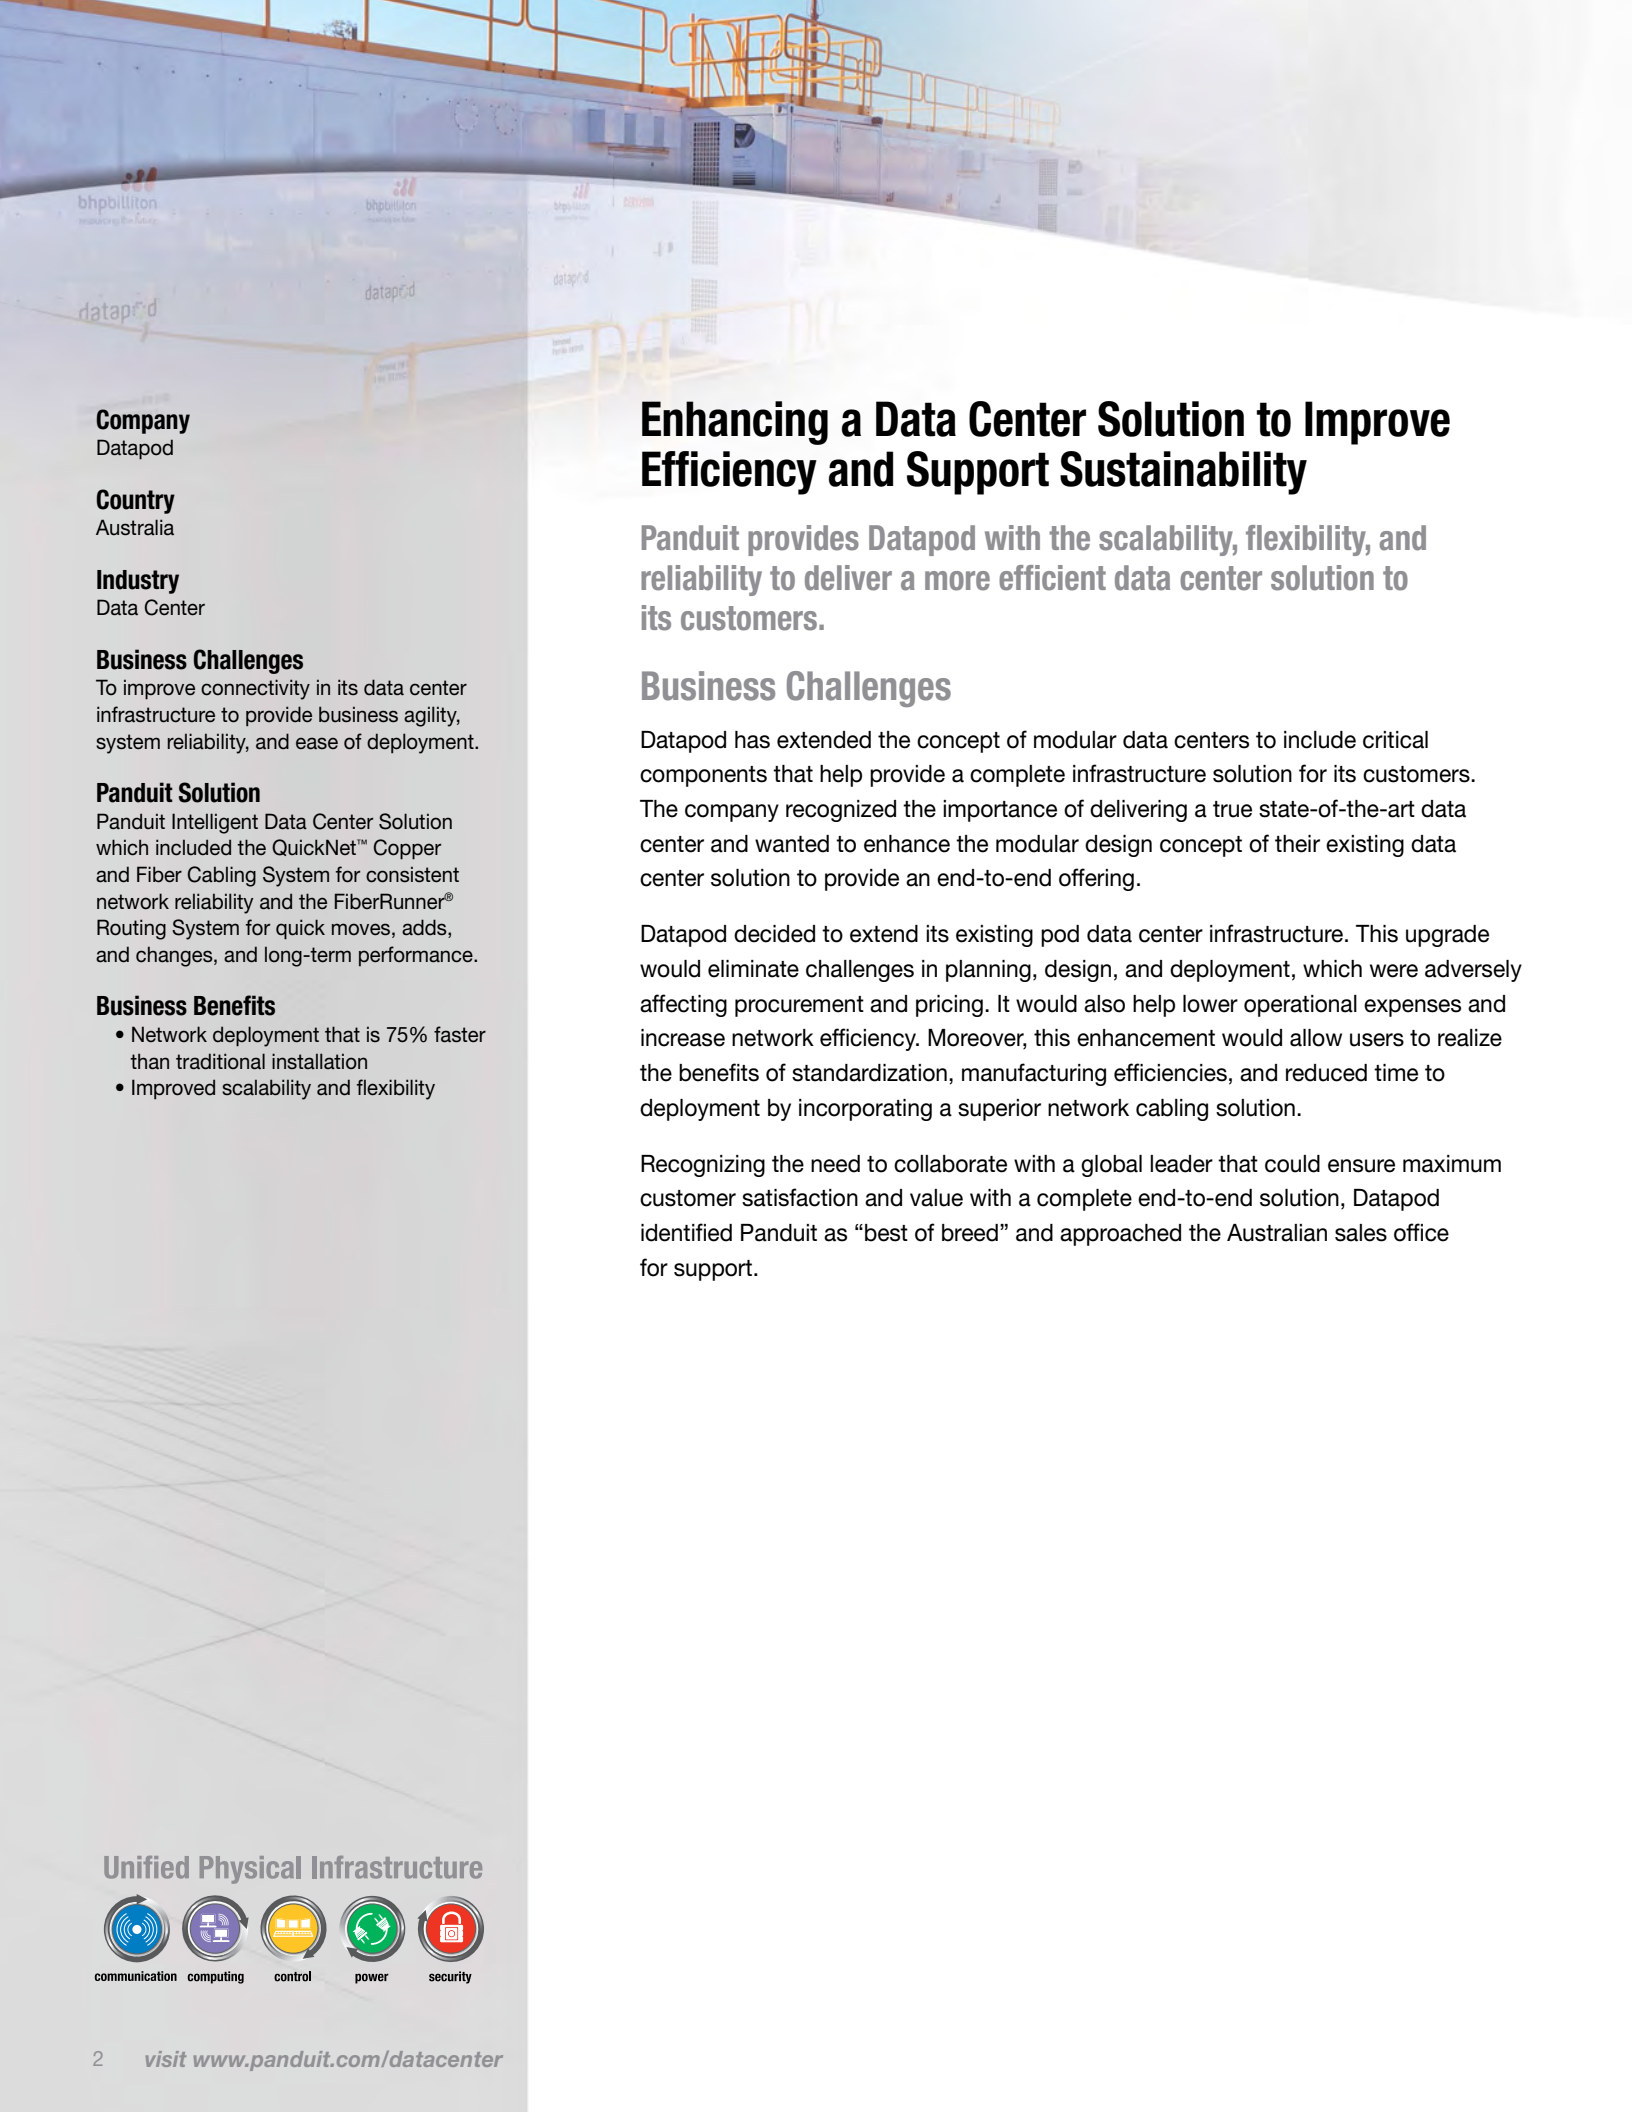 bhpbilliton
resourcing the future
bhpbilliton
bhpbilliton
datapod
datapod
datapod
Company
Datapod
Country
Australia
Industry
Data Center
Business Challenges
To improve connectivity in its data center
infrastructure to provide business agility,
system reliability, and ease of deployment.
Panduit Solution
Panduit Intelligent Data Center Solution
which included the QuickNet™ Copper
and Fiber Cabling System for consistent
network reliability and the FiberRunner®
Routing System for quick moves, adds,
and changes, and long-term performance.
Business Benefits
• Network deployment that is 75% faster
than traditional installation
• Improved scalability and flexibility
Unified Physical Infrastructure
communication computing control power security
2 visit www.panduit.com/datacenter
Enhancing a Data Center Solution to Improve
Efficiency and Support Sustainability
Panduit provides Datapod with the scalability, flexibility, and
reliability to deliver a more efficient data center solution to
its customers.
Business Challenges
Datapod has extended the concept of modular data centers to include critical
components that help provide a complete infrastructure solution for its customers.
The company recognized the importance of delivering a true state-of-the-art data
center and wanted to enhance the modular design concept of their existing data
center solution to provide an end-to-end offering.
Datapod decided to extend its existing pod data center infrastructure. This upgrade
would eliminate challenges in planning, design, and deployment, which were adversely
affecting procurement and pricing. It would also help lower operational expenses and
increase network efficiency. Moreover, this enhancement would allow users to realize
the benefits of standardization, manufacturing efficiencies, and reduced time to
deployment by incorporating a superior network cabling solution.
Recognizing the need to collaborate with a global leader that could ensure maximum
customer satisfaction and value with a complete end-to-end solution, Datapod
identified Panduit as “best of breed” and approached the Australian sales office
for support.